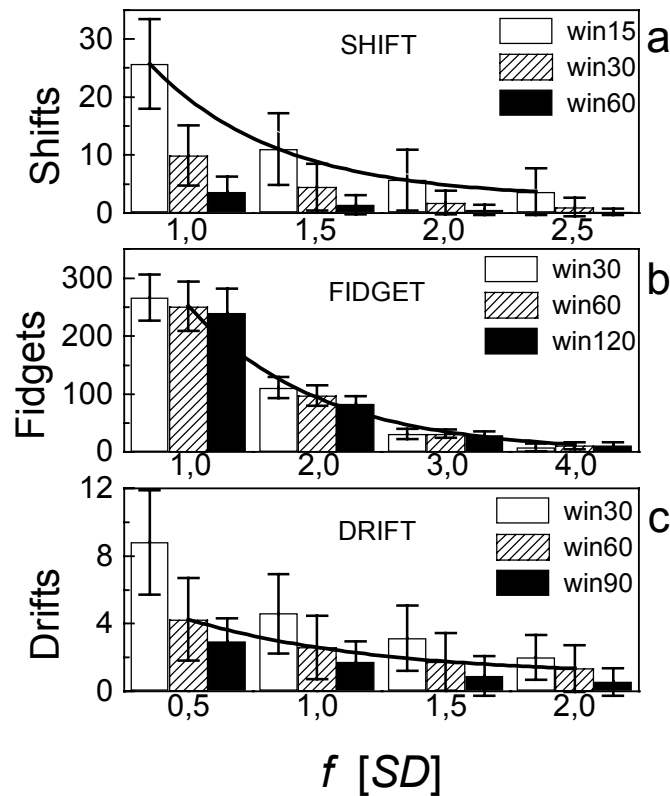 30
20
10
0
Shifts
SHIFT
a
win15
win30
win60
1,0 1,5 2,0 2,5
300
200
100
0
Fidgets
FIDGET
b
win30
win60
win120
1,0 2,0 3,0 4,0
12
8
4
0
Drifts
DRIFT
c
win30
win60
win90
0,5 1,0 1,5 2,0
f [SD]